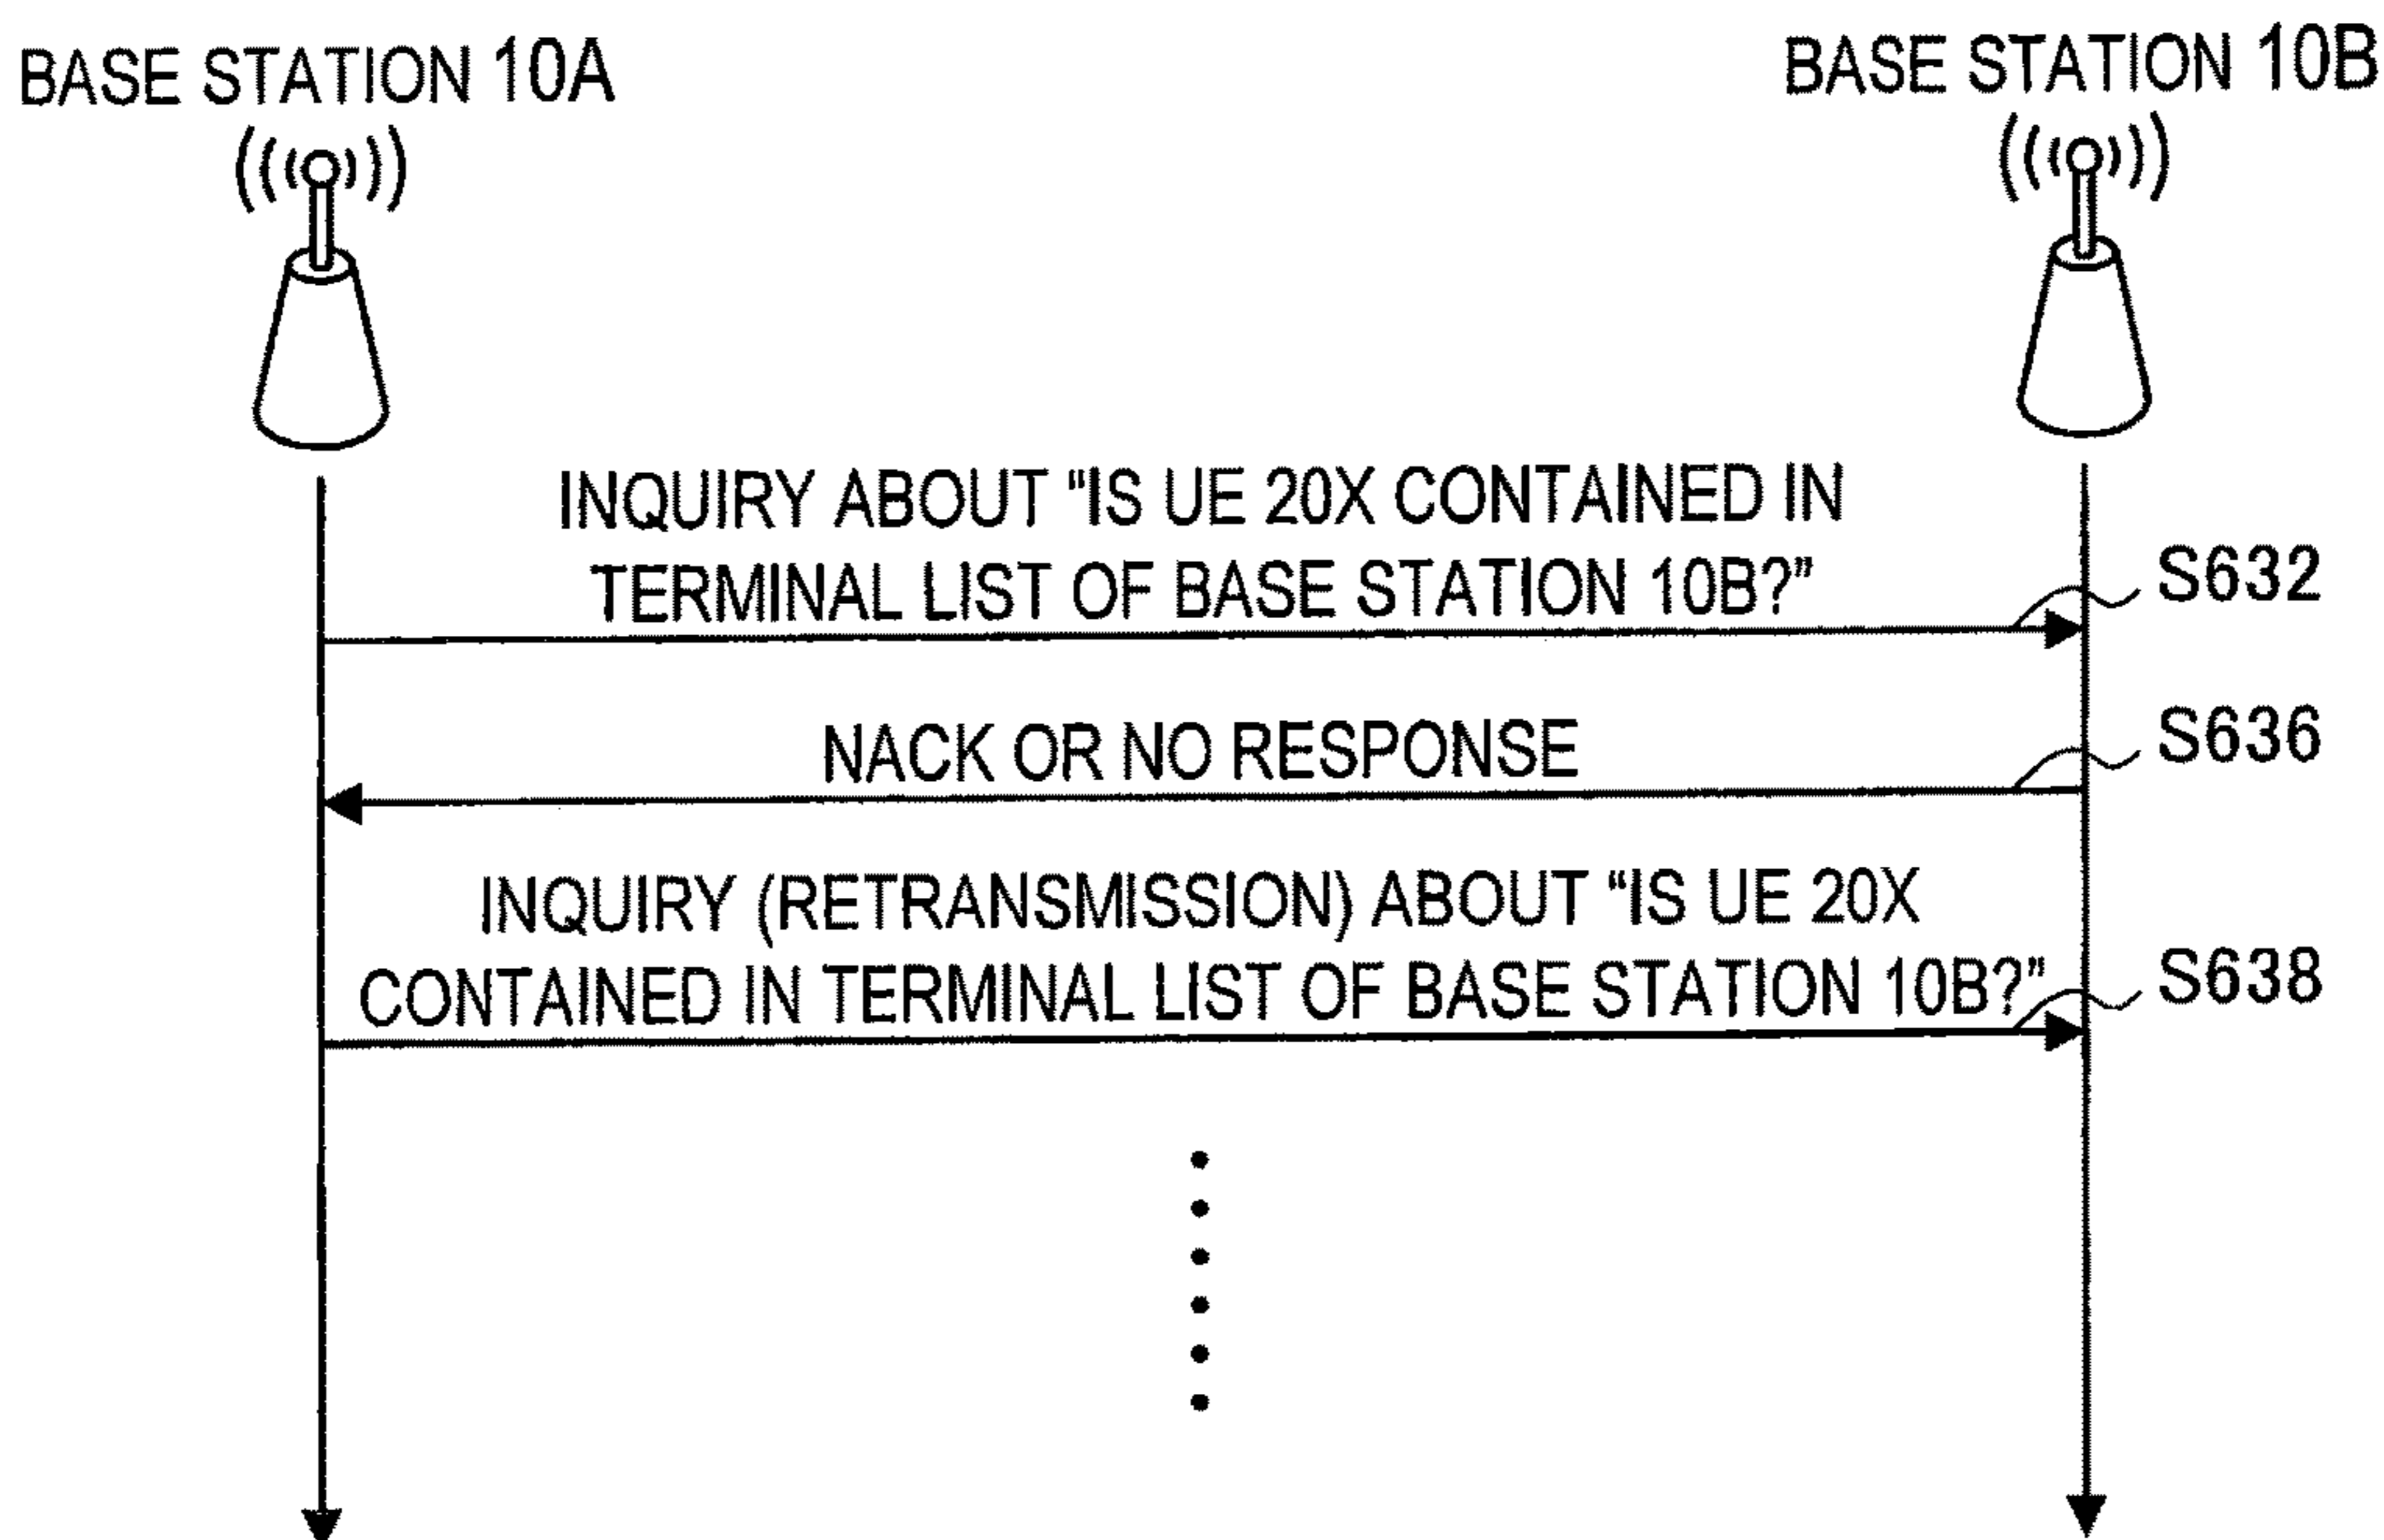 BASE STATION 10A
BASE STATION 10B
INQUIRY ABOUT “IS UE 20X CONTAINED IN
TERMINAL LIST OF BASE STATION 10B?”
S632
NACK OR NO RESPONSE
S636
INQUIRY (RETRANSMISSION) ABOUT “IS UE 20X
CONTAINED IN TERMINAL LIST OF BASE STATION 10B?”
S638